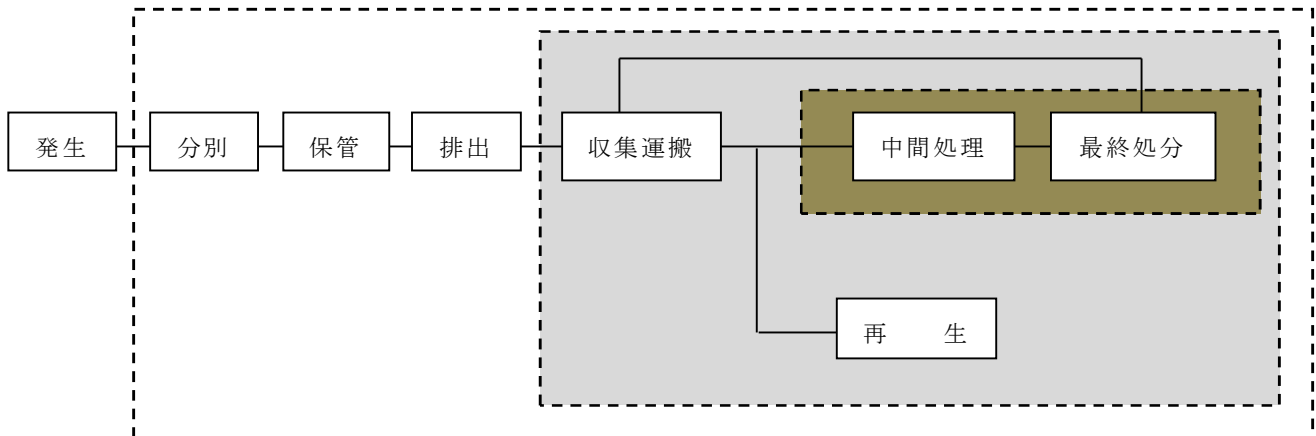 発生
分別
保管
排出
収集運搬
中間処理
最終処分
再　　生